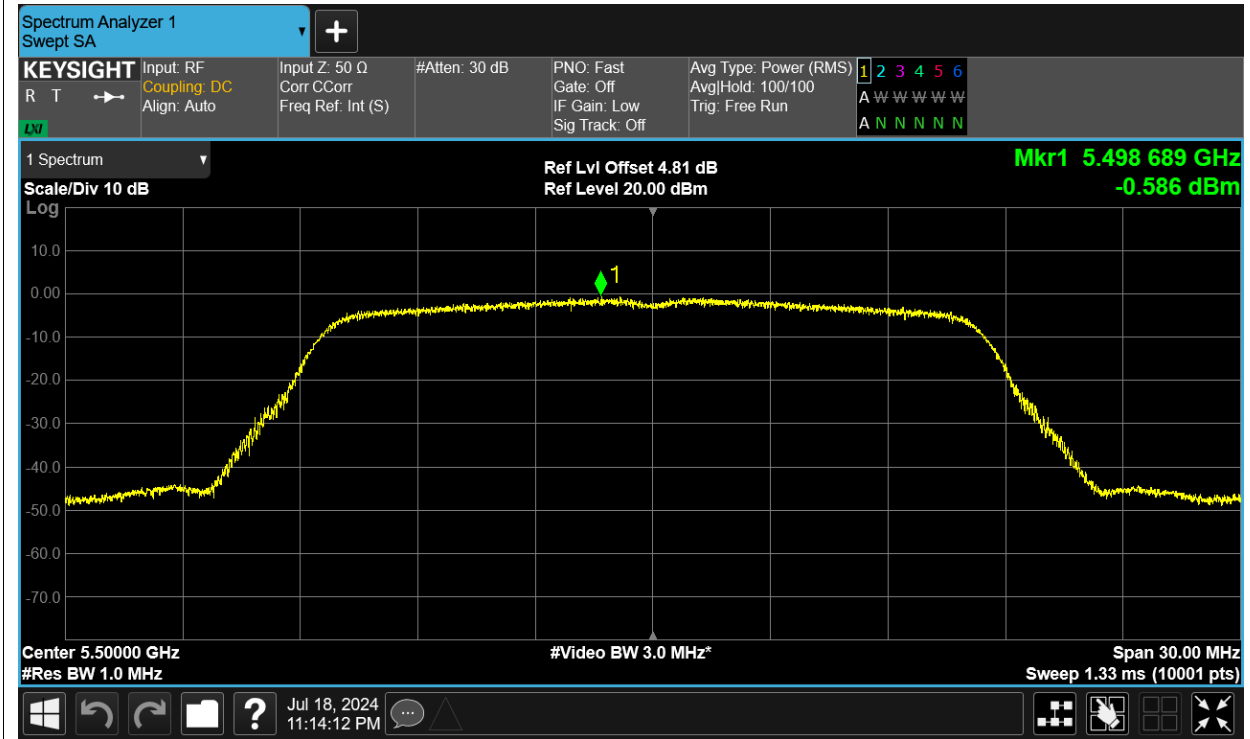 Spectrum Analyzer 1
Swept SA
KEYSIGHT
R T
LXI
Input: RF
Coupling: DC
Align: Auto
Input Z: 50 Ω
Corr CCorr
Freq Ref: Int (S)
#Atten: 30 dB
PNO: Fast
Gate: Off
IF Gain: Low
Sig Track: Off
Avg Type: Power (RMS)
Avg|Hold: 100/100
Trig: Free Run
1 2 3 4 5 6
A W W W W W
A N N N N N
1 Spectrum
Scale/Div 10 dB
Log
Ref Lvl Offset 4.81 dB
Ref Level 20.00 dBm
Mkr1 5.498 689 GHz
-0.586 dBm
10.0
0.00
-10.0
-20.0
-30.0
-40.0
-50.0
-60.0
-70.0
1
Center 5.50000 GHz
#Res BW 1.0 MHz
#Video BW 3.0 MHz*
Span 30.00 MHz
Sweep 1.33 ms (10001 pts)
?
Jul 18, 2024
11:14:12 PM